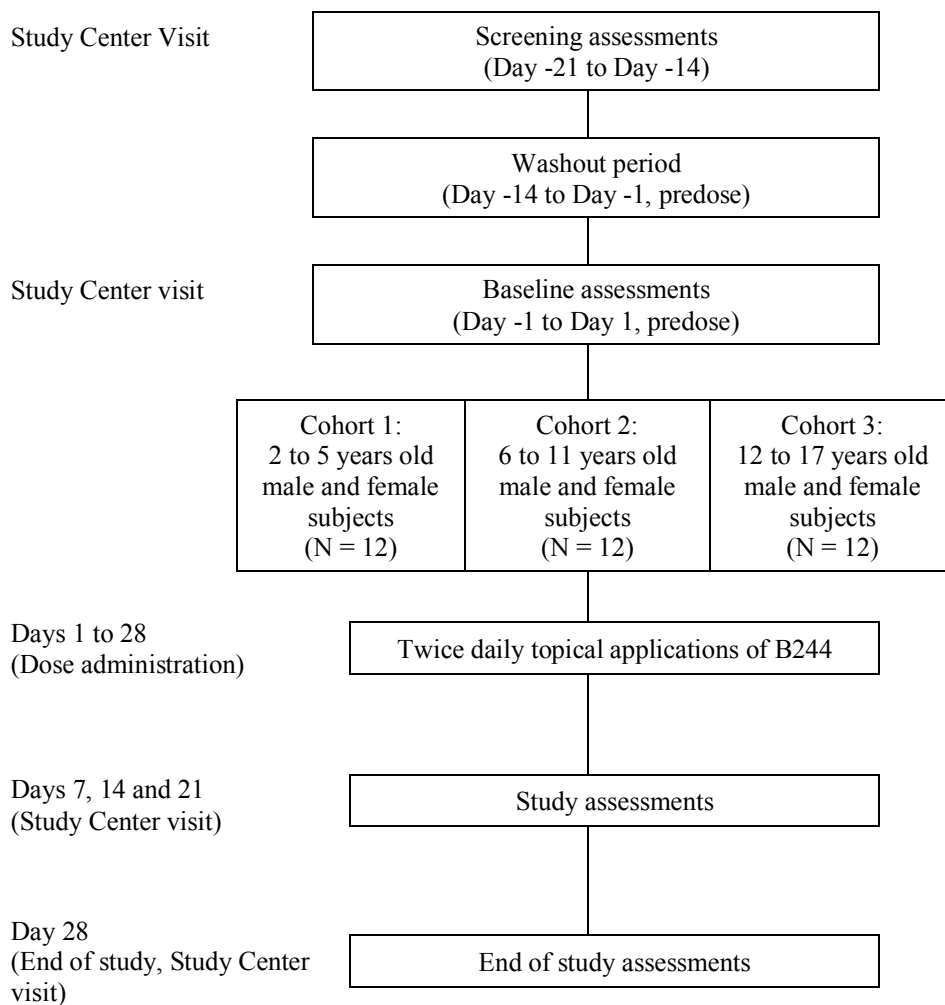 Study Center Visit
Screening assessments
(Day -21 to Day -14)
Washout period
(Day -14 to Day -1, predose)
Study Center visit
Baseline assessments
(Day -1 to Day 1, predose)
Cohort 1:
2 to 5 years old
male and female
subjects
(N = 12)
Cohort 2:
6 to 11 years old
male and female
subjects
(N = 12)
Cohort 3:
12 to 17 years old
male and female
subjects
(N = 12)
Days 1 to 28
(Dose administration)
Twice daily topical applications of B244
Days 7, 14 and 21
(Study Center visit)
Study assessments
Day 28
(End of study, Study Center
visit)
End of study assessments